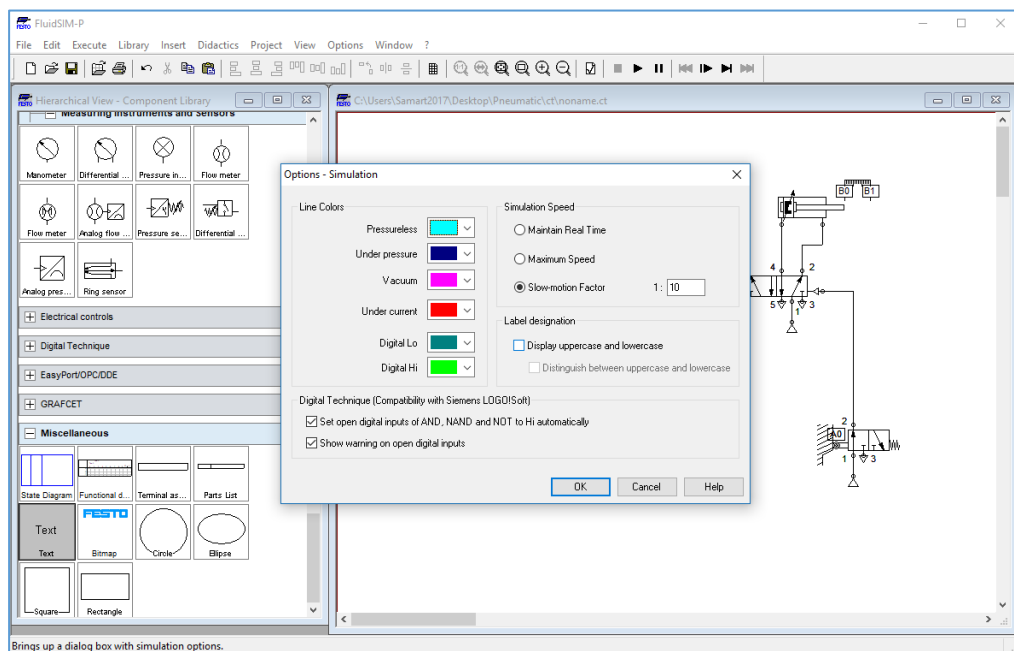 FESTO FluidSIM-P
File Edit Execute Library Insert Didactics Project View Options Window ?
FESTO Hierarchical View - Component Library
Measuring Instruments and Sensors
Manometer Differential ... Pressure in... Flow meter
Flow meter Analog flow ... Pressure se... Differential ...
Analog pres... Ring sensor
Electrical controls
Digital Technique
EasyPort/OPC/DDE
GRAFCET
Miscellaneous
State Diagram Functional d... Terminal as... Parts List
Text FESTO
Text Bitmap Circle Ellipse
Square Rectangle
FESTO C:\Users\Samart2017\Desktop\Pneumatic\ct\noname.ct
B0 B1
4 2
5 1 3
2
A0
1 3
Options - Simulation
Line Colors
Pressureless
Under pressure
Vacuum
Under current
Digital Lo
Digital Hi
Simulation Speed
Maintain Real Time
Maximum Speed
Slow-motion Factor 1: 10
Label designation
Display uppercase and lowercase
Distinguish between uppercase and lowercase
Digital Technique (Compatibility with Siemens LOGO!Soft)
Set open digital inputs of AND, NAND and NOT to Hi automatically
Show warning on open digital inputs
OK Cancel Help
Brings up a dialog box with simulation options.